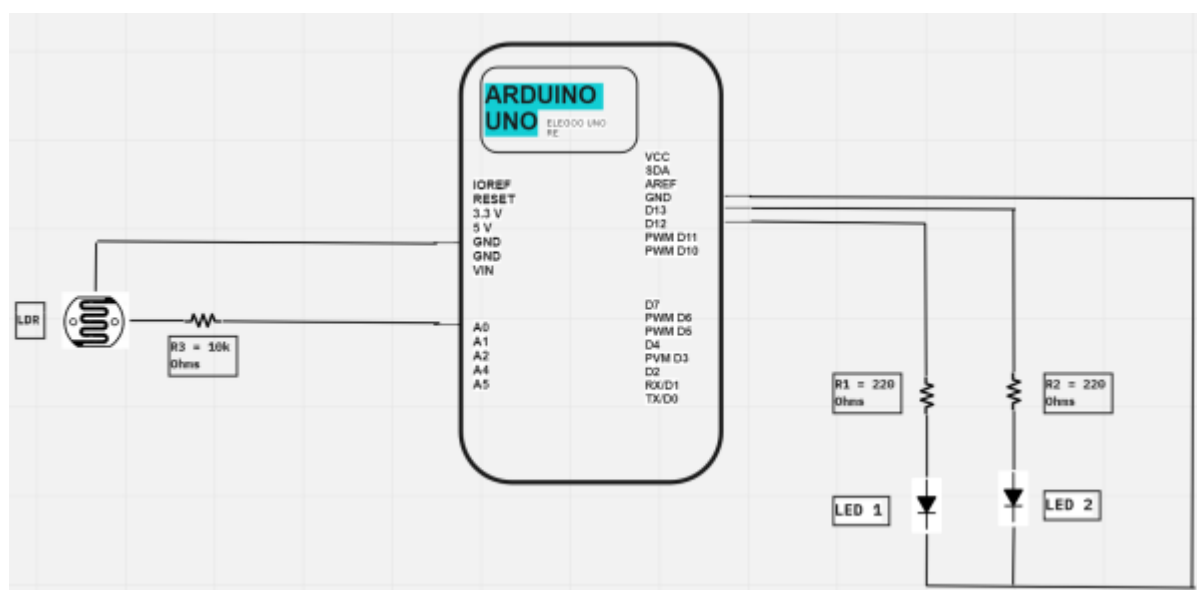 ARDUINO
UNO
ELEGOO UNO
RE
IOREF
RESET
3.3 V
5 V
GND
GND
VIN
A0
A1
A2
A4
A5
VCC
SDA
AREF
GND
D13
D12
PWM D11
PWM D10
D7
PWM D6
PWM D5
D4
PVM D3
D2
RX/D1
TX/D0
LDR
R3 = 10k
Ohms
R1 = 220
Ohms
R2 = 220
Ohms
LED 1
LED 2